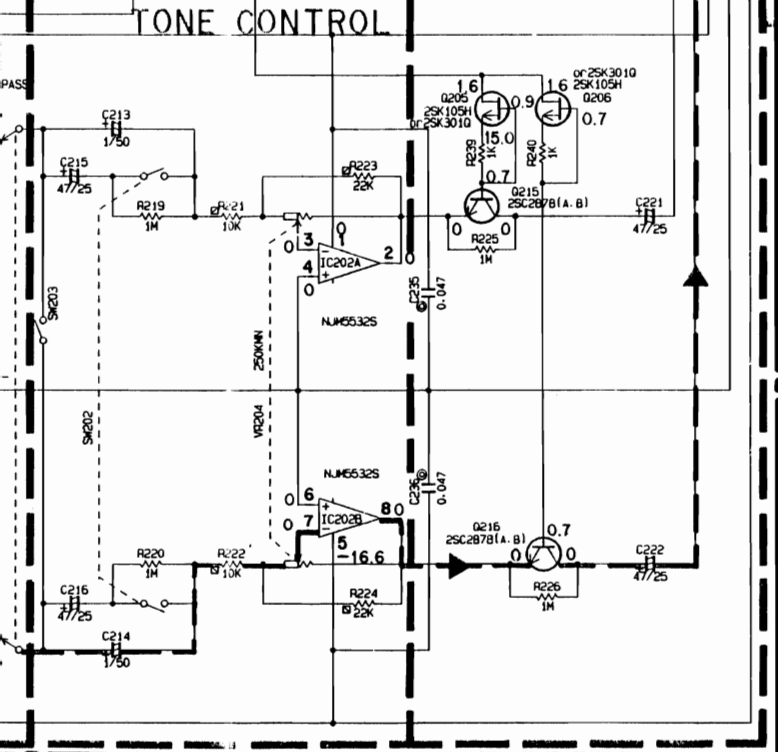 TONE CONTROL
PASS
C213
1/50
C215
47/25
R219
1M
R221
10K
R223
22K
3
1
0
0
4
0
2
0
IC202A
NJM5532S
1.6
Q205
2SK105H
or2SK301Q
0.9
15.0
R239
1K
0.7
1.6
or2SK301Q
2SK105H
Q206
0.7
R240
1K
Q215
2SC2878(A.B)
0
0
R225
1M
C221
47/25
C235
0.047
SW203
SW202
250KMN
VR204
C236
0.047
NJM5532S
0
6
0
7
IC202B
8
0
5
-16.6
R220
1M
R222
10K
C216
47/25
R224
22K
C214
1/50
Q216
2SC2878(A.B)
0.7
0
0
R226
1M
C222
47/25